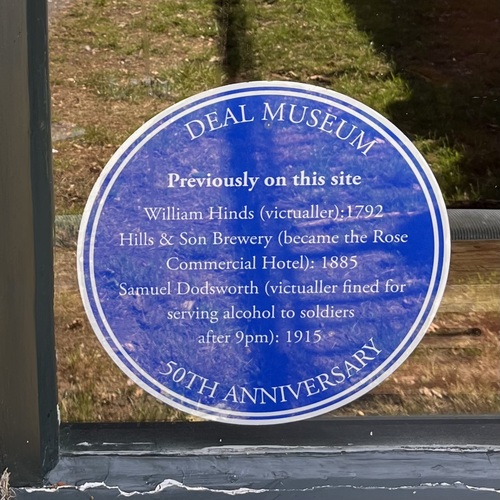 DEAL MUSEUM
Previously on this site
William Hinds (victualler):1792
Hills & Son Brewery (became the Rose
Commercial Hotel): 1885
Samuel Dodsworth (victualler fined for
serving alcohol to soldiers
after 9pm): 1915
50TH ANNIVERSARY